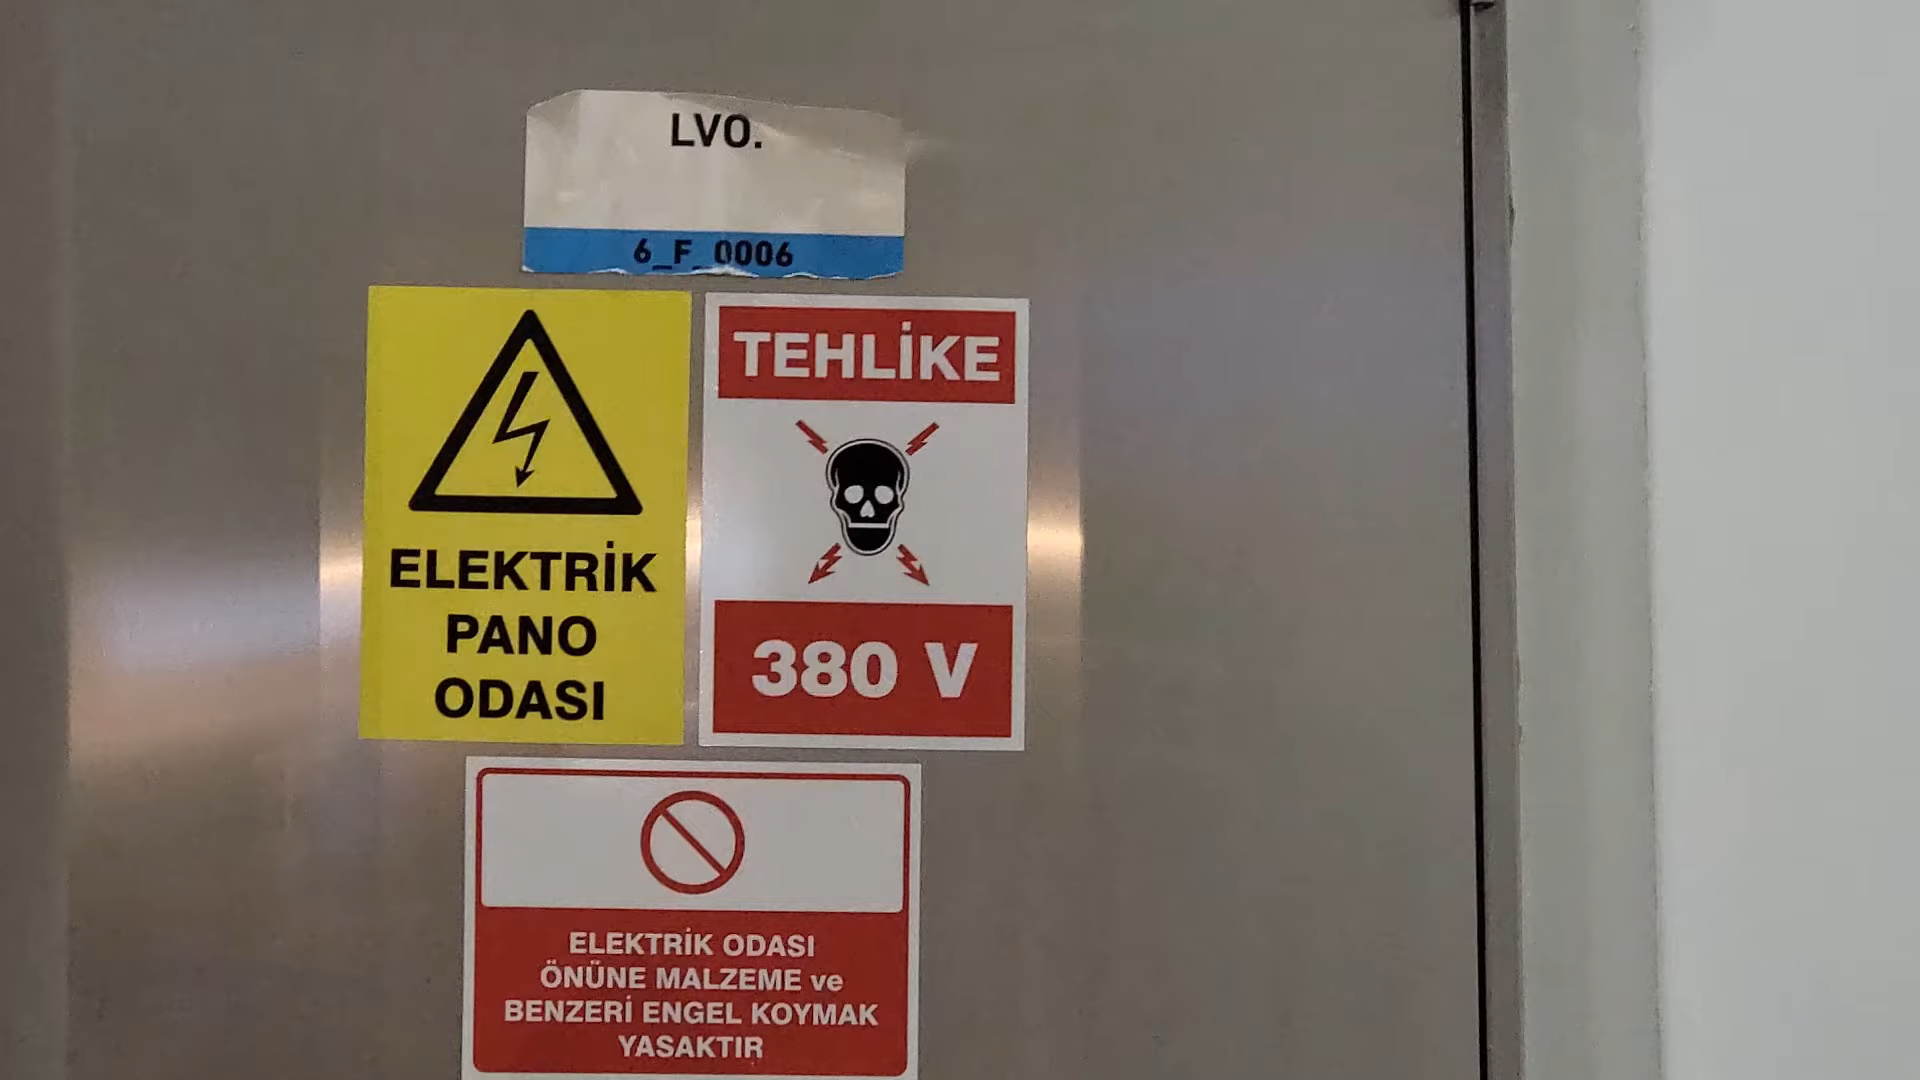 LVO.
6_F_0006
ELEKTRİK
PANO
ODASI
TEHLİKE
380 V
ELEKTRİK ODASI
ÖNÜNE MALZEME ve
BENZERİ ENGEL KOYMAK
YASAKTIR